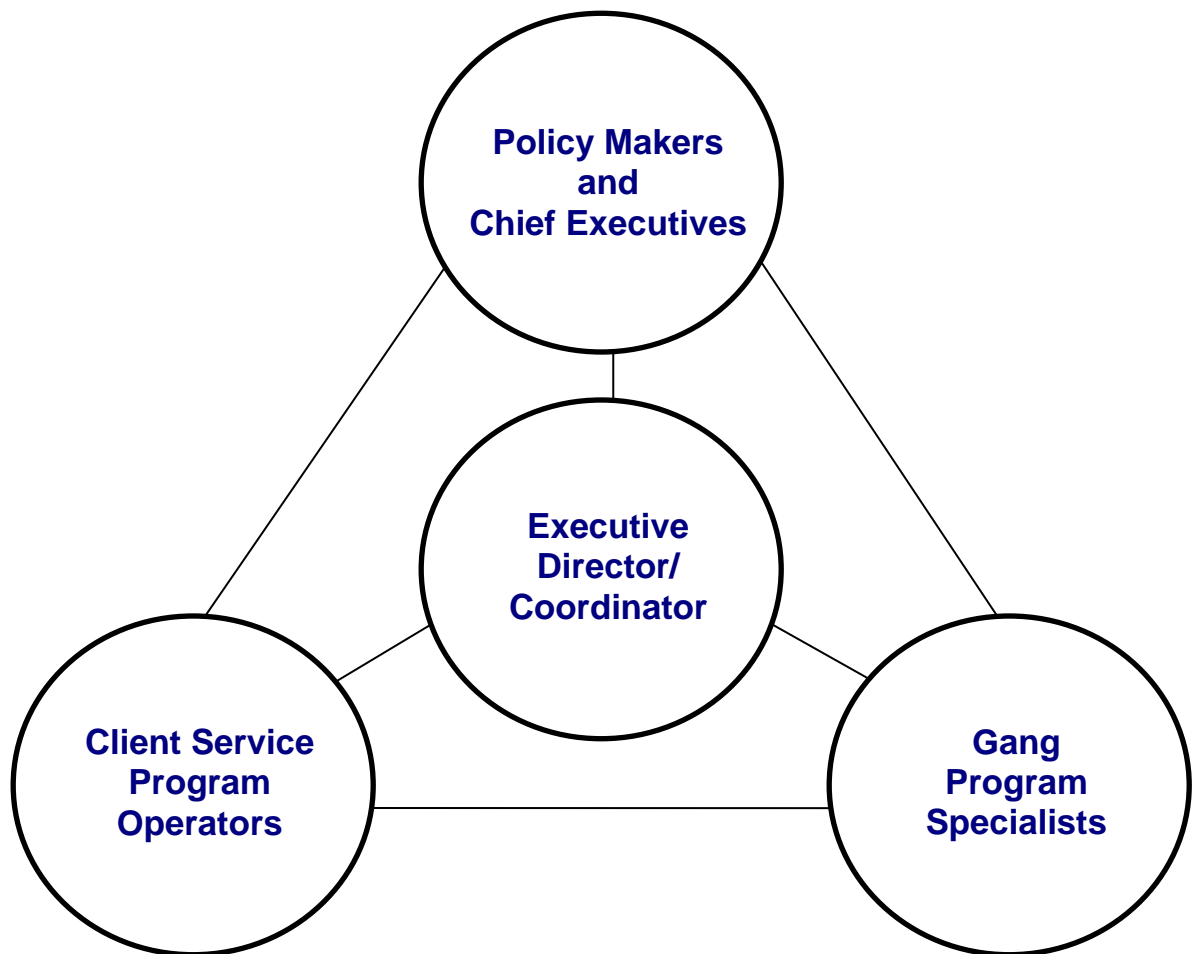 Policy Makers
and
Chief Executives
Executive
Director/
Coordinator
Client Service
Program
Operators
Gang
Program
Specialists